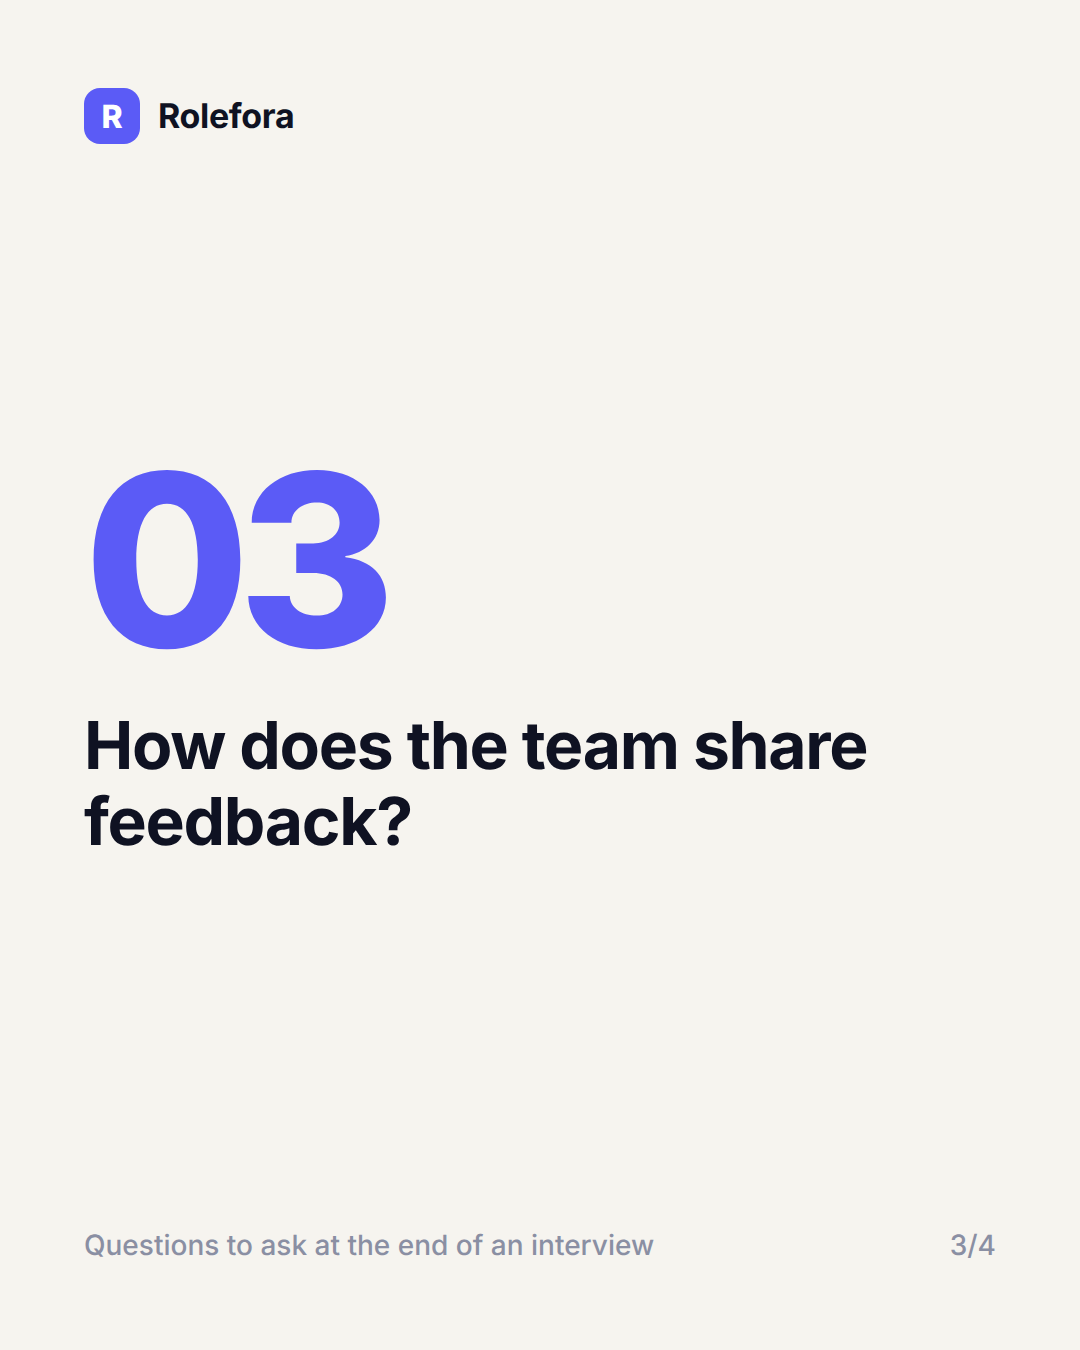 R Rolefora
03
How does the team share
feedback?
Questions to ask at the end of an interview 3/4